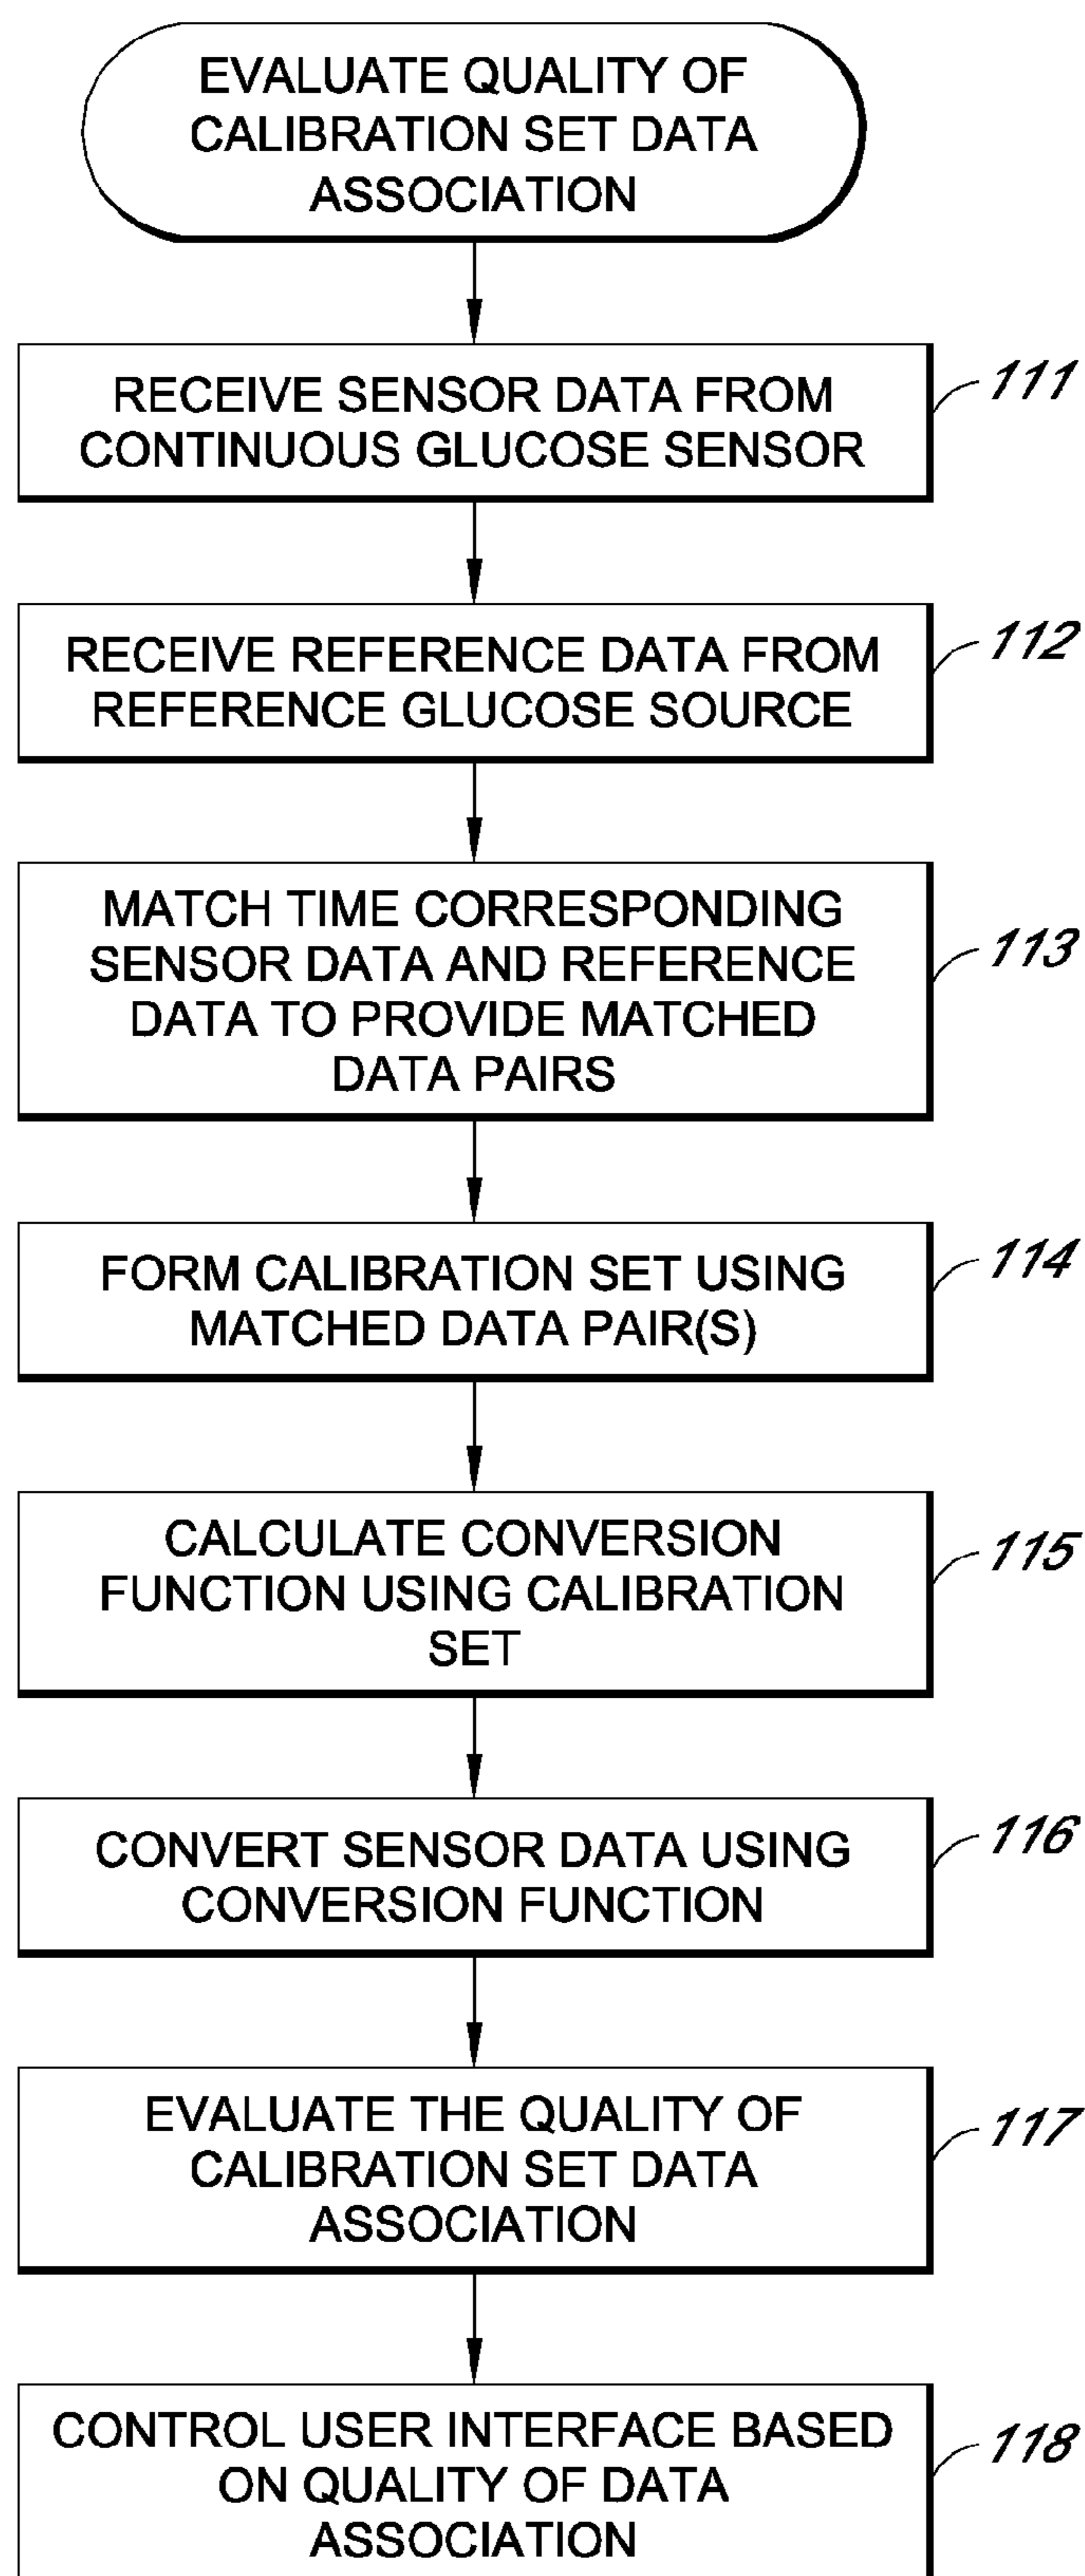 EVALUATE QUALITY OF
CALIBRATION SET DATA
ASSOCIATION
RECEIVE SENSOR DATA FROM
CONTINUOUS GLUCOSE SENSOR
111
RECEIVE REFERENCE DATA FROM
REFERENCE GLUCOSE SOURCE
112
MATCH TIME CORRESPONDING
SENSOR DATA AND REFERENCE
DATA TO PROVIDE MATCHED
DATA PAIRS
113
FORM CALIBRATION SET USING
MATCHED DATA PAIR(S)
114
CALCULATE CONVERSION
FUNCTION USING CALIBRATION
SET
115
CONVERT SENSOR DATA USING
CONVERSION FUNCTION
116
EVALUATE THE QUALITY OF
CALIBRATION SET DATA
ASSOCIATION
117
CONTROL USER INTERFACE BASED
ON QUALITY OF DATA
ASSOCIATION
118